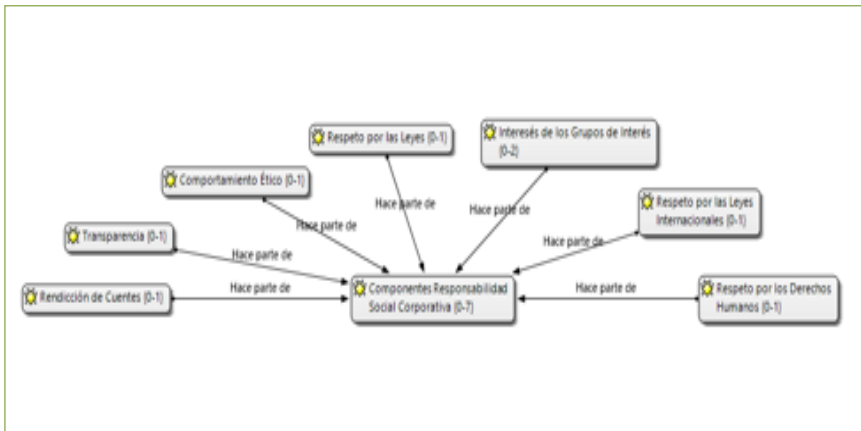 Respeto por las Leyes (0-1)
Interesés de los Grupos de Interés
(0-2)
Comportamiento Ético (0-1)
Hace parte de
Hace parte de
Respeto por las Leyes
Internacionales (0-1)
Hace parte de
Transparencia (0-1)
Hace parte de
Hace parte de
Rendicción de Cuentes (0-1)
Hace parte de
Componentes Responsabilidad
Social Corporativa (0-7)
Hace parte de
Respeto por los Derechos
Humanos (0-1)